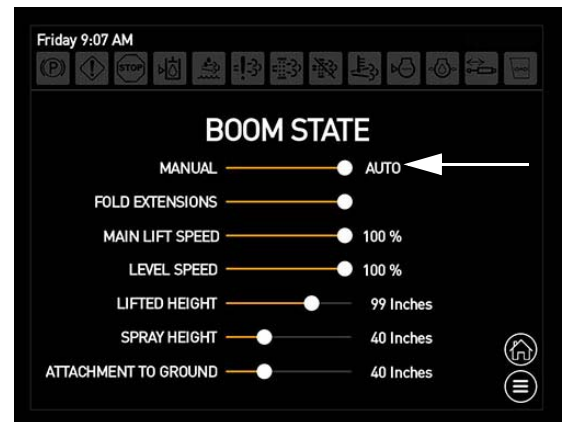 Friday 9:07 AM
(P) STOP
BOOM STATE
MANUAL AUTO
FOLD EXTENSIONS
MAIN LIFT SPEED 100 %
LEVEL SPEED 100 %
LIFTED HEIGHT 99 Inches
SPRAY HEIGHT 40 Inches
ATTACHMENT TO GROUND 40 Inches